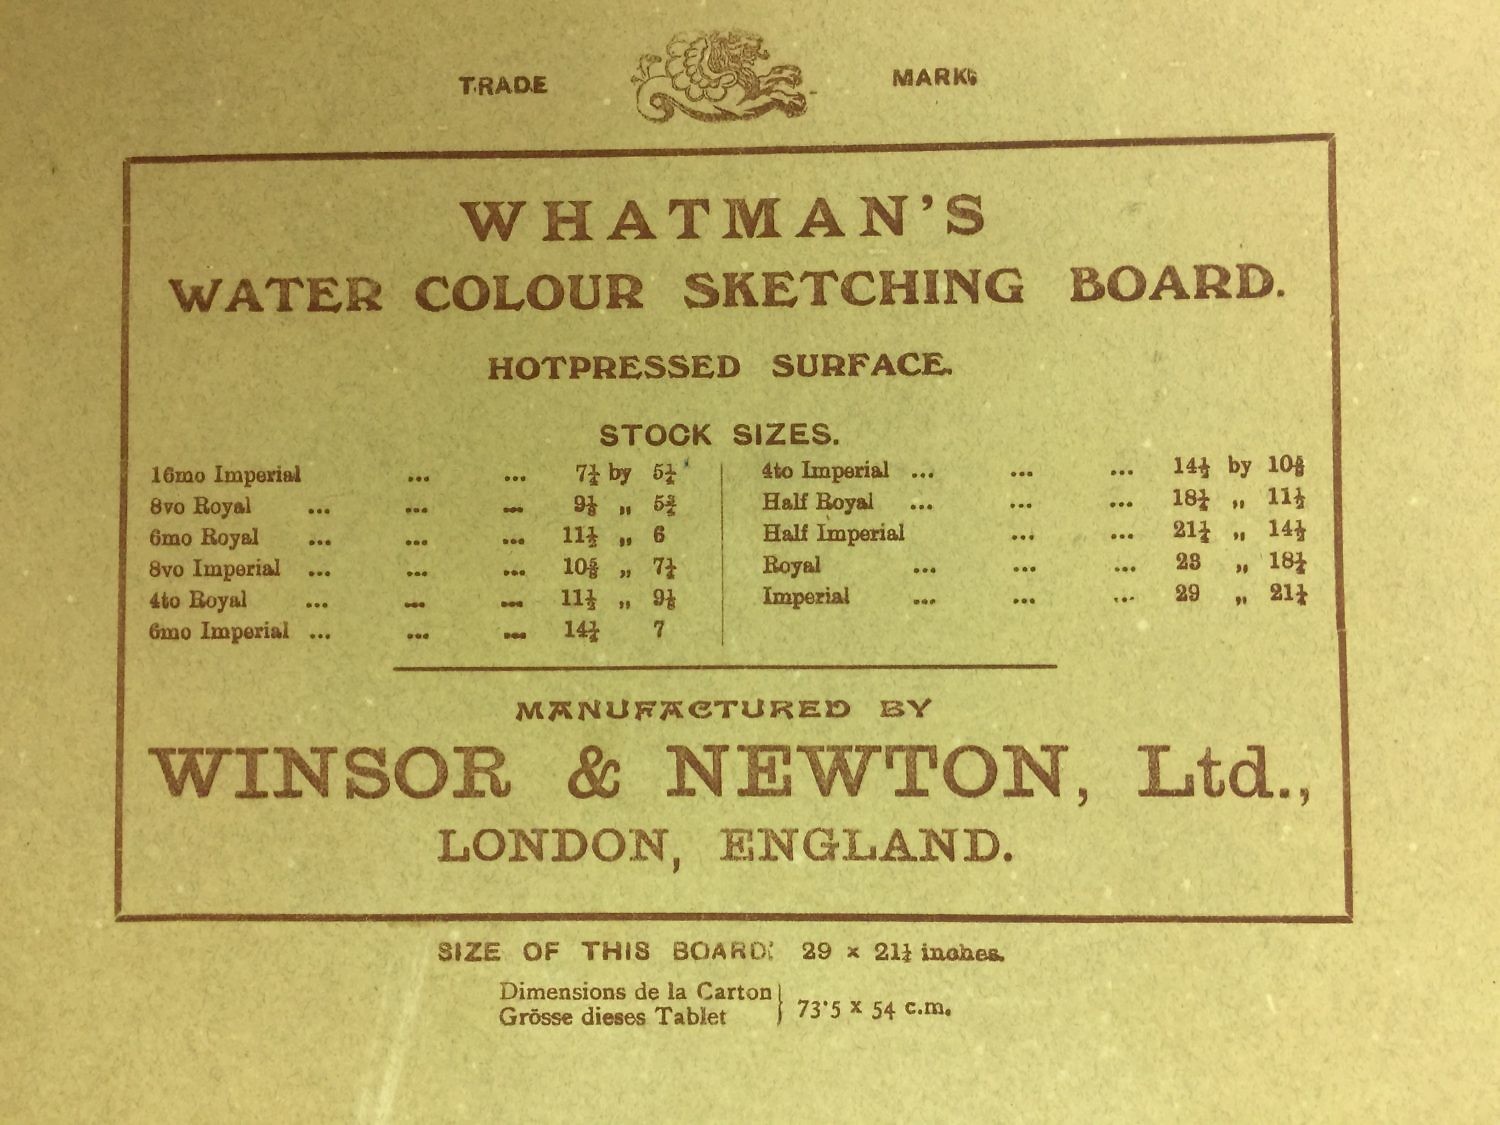 TRADE MARK
WHATMAN'S
WATER COLOUR SKETCHING BOARD.
HOTPRESSED SURFACE.
STOCK SIZES.
16mo Imperial ... ... 7¼ by 5¼
8vo Royal ... ... ... 9⅛ „ 5¾
6mo Royal ... ... ... 11½ „ 6
8vo Imperial ... ... ... 10⅝ „ 7¼
4to Royal ... ... ... 11½ „ 9⅛
6mo Imperial ... ... ... 14½ 7
4to Imperial ... ... ... 14½ by 10⅝
Half Royal ... ... ... 18¼ „ 11½
Half Imperial ... ... 21¼ „ 14½
Royal ... ... ... 23 „ 18¼
Imperial ... ... ... 29 „ 21¼
MANUFACTURED BY
WINSOR & NEWTON, Ltd.,
LONDON, ENGLAND.
SIZE OF THIS BOARD: 29 x 21¼ inches.
Dimensions de la Carton
Grösse dieses Tablet } 73·5 x 54 c.m.